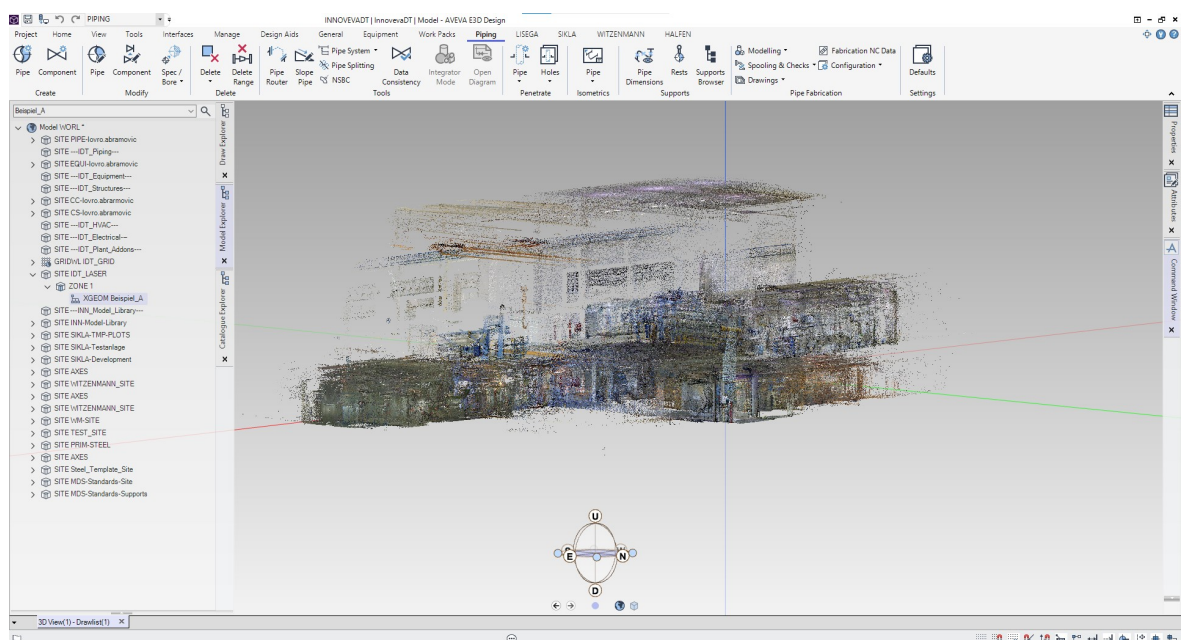 PIPING
INNOVEVADT | InnovevaDT | Model - AVEVA E3D Design
Project Home View Tools Interfaces Manage Design Aids General Equipment Work Packs Piping LISEGA SIKLA WITZENMANN HALFEN
Pipe Component Pipe Component Spec / Bore Delete Delete Range Pipe Router Slope Pipe Pipe System Pipe Splitting NSBC Data Consistency Integrator Mode Open Diagram Pipe Holes Pipe Pipe Dimensions Rests Supports Browser Modelling Spooling & Checks Drawings Fabrication NC Data Configuration Defaults
Create Modify Delete Tools Penetrate Isometrics Supports Pipe Fabrication Settings
Beispiel_A
Model WORL *
SITE PIPE-lovro.abramovic
SITE ---IDT_Piping---
SITE EQUI-lovro.abramovic
SITE ---IDT_Equipment---
SITE ---IDT_Structures---
SITE CC-lovro.abrarmovic
SITE CS-lovro.abramovic
SITE ---IDT_HVAC---
SITE ---IDT_Electrical---
SITE ---IDT_Plant_Addons---
GRIDWL IDT_GRID
SITE IDT_LASER
ZONE 1
XGEOM Beispiel_A
SITE ---INN_Model_Library---
SITE INN-Model-Library
SITE SIKLA-TMP-PLOTS
SITE SIKLA-Testanlage
SITE SIKLA-Development
SITE AXES
SITE WITZENMANN_SITE
SITE AXES
SITE WITZENMANN_SITE
SITE WM-SITE
SITE TEST_SITE
SITE PRIM-STEEL
SITE AXES
SITE Steel_Template_Site
SITE MDS-Standards-Site
SITE MDS-Standards-Supports
Draw Explorer
Model Explorer
Catalogue Explorer
Properties
Attributes
Command Window
U
E
N
D
3D View(1) - Drawlist(1)